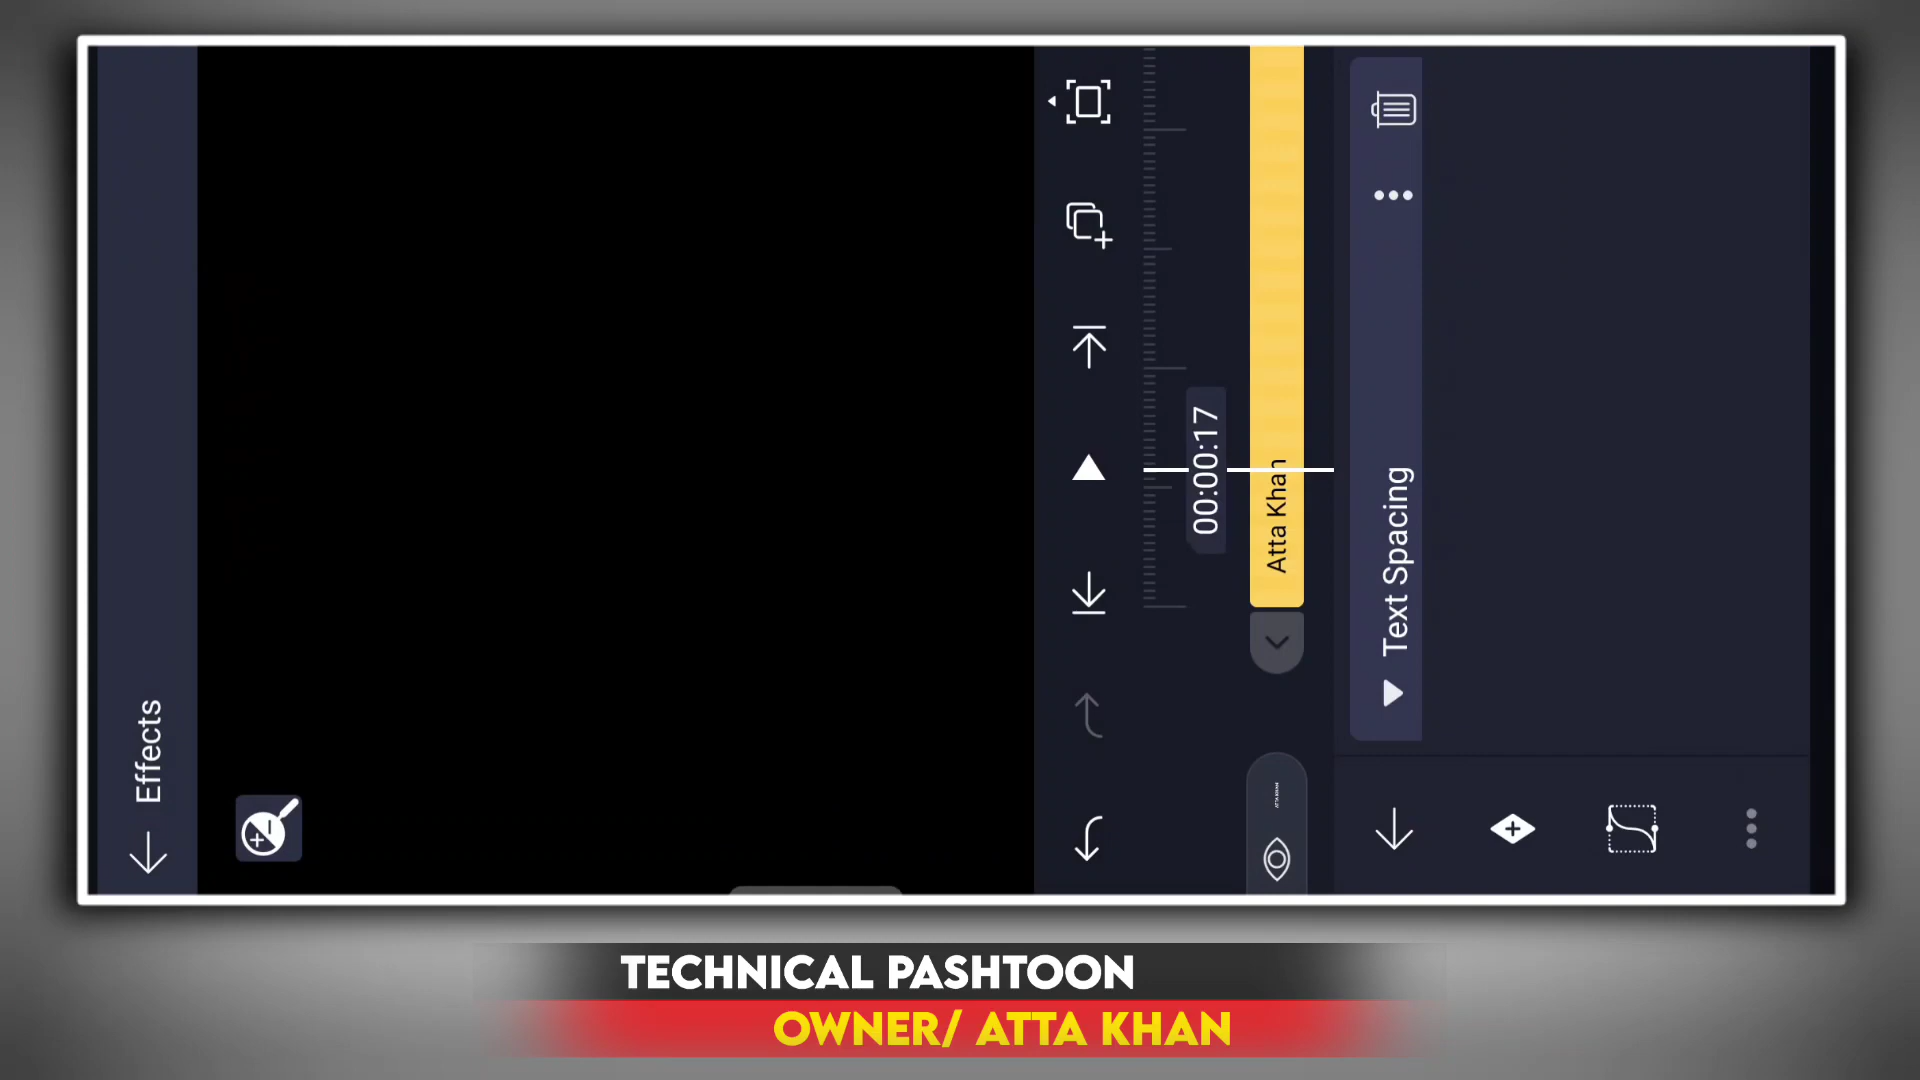 Effects
00:00:17
Atta Khan
Text Spacing
TECHNICAL PASHTOON
OWNER/ ATTA KHAN